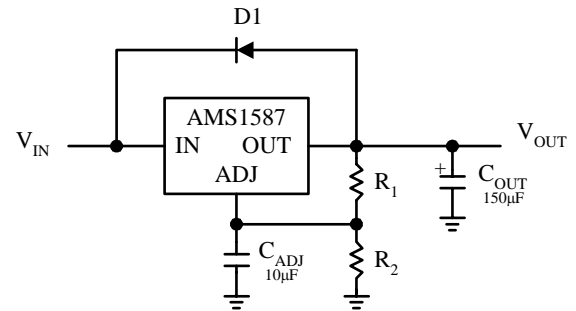 D1
AMS1587
V_IN
IN OUT
V_OUT
ADJ
R_1
+
C_OUT
150µF
C_ADJ
10µF
R_2